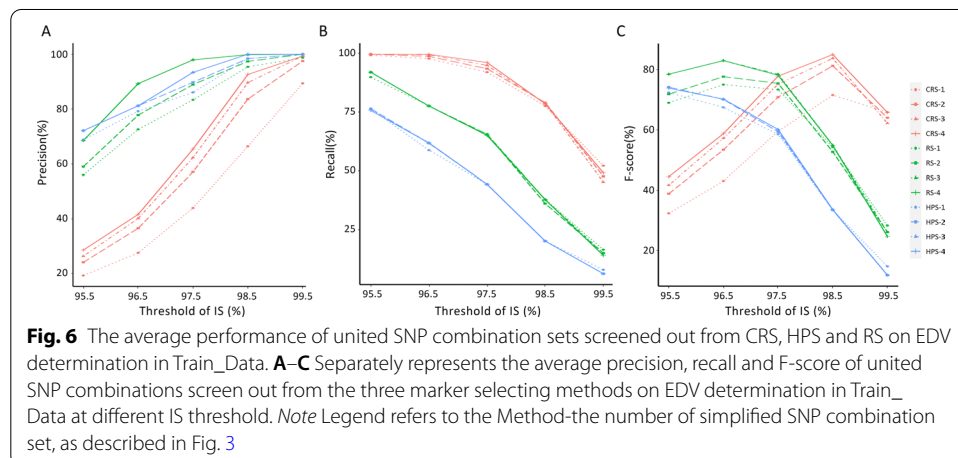 A
B
C
Precision(%)
100
80
60
40
20
95.5 96.5 97.5 98.5 99.5
Threshold of IS (%)
Recall(%)
100
75
50
25
95.5 96.5 97.5 98.5 99.5
Threshold of IS (%)
F-score(%)
80
60
40
20
95.5 96.5 97.5 98.5 99.5
Threshold of IS (%)
CRS-1
CRS-2
CRS-3
CRS-4
RS-1
RS-2
RS-3
RS-4
HPS-1
HPS-2
HPS-3
HPS-4
Fig. 6 The average performance of united SNP combination sets screened out from CRS, HPS and RS on EDV
determination in Train_Data. A–C Separately represents the average precision, recall and F-score of united
SNP combinations screen out from the three marker selecting methods on EDV determination in Train_
Data at different IS threshold. Note Legend refers to the Method-the number of simplified SNP combination
set, as described in Fig. 3